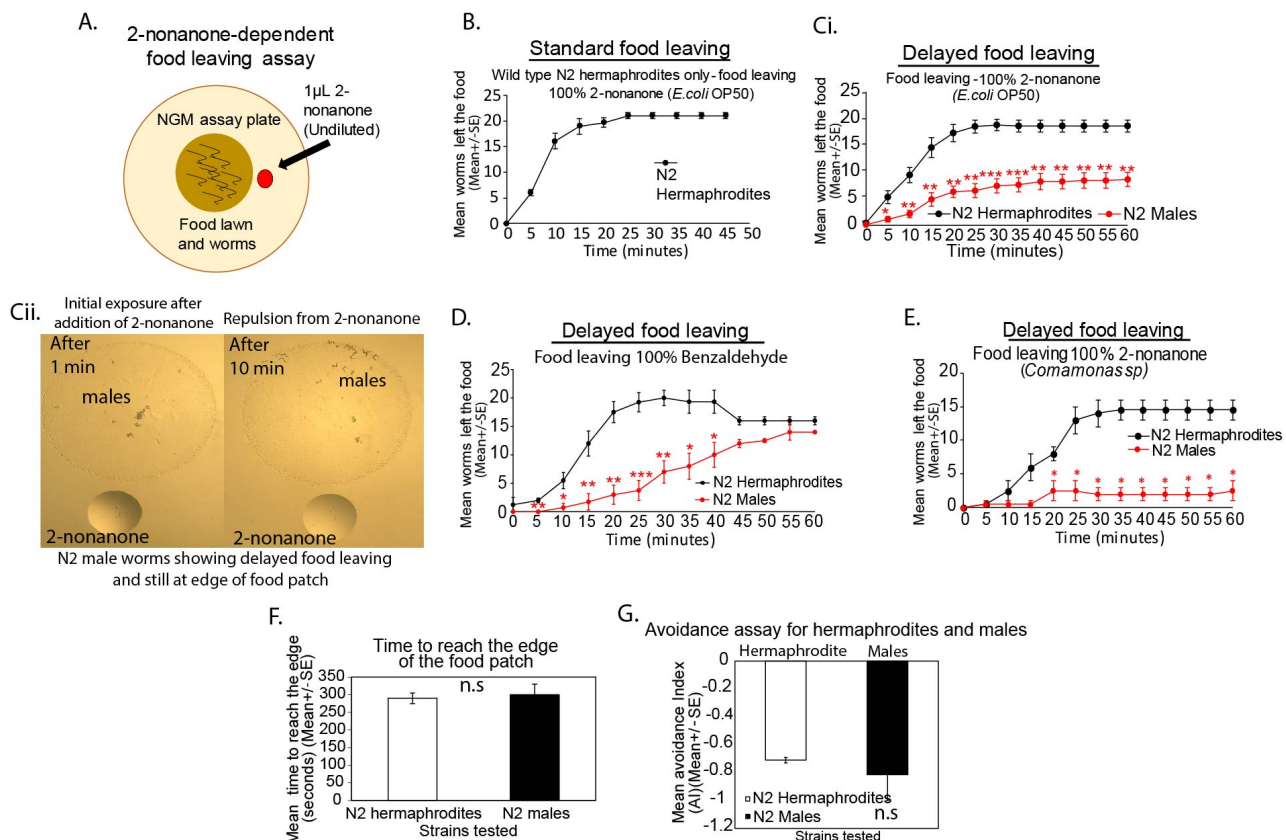 A.
2-nonanone-dependent
food leaving assay
1μL 2-
nonanone
(Undiluted)
NGM assay plate
Food lawn
and worms
B.
Standard food leaving
Wild type N2 hermaphrodites only-food leaving
100% 2-nonanone (E.coli OP50)
Mean worms left the food
(Mean+/-SE)
25
20
15
10
5
0
N2
Hermaphrodites
0 5 10 15 20 25 30 35 40 45 50
Time (minutes)
Ci.
Delayed food leaving
Food leaving -100% 2-nonanone
(E.coli OP50)
Mean worms left the food
(Mean+/-SE)
25
20
15
10
5
0
* ** ** ** ** *** *** ** ** ** ** **
N2 Hermaphrodites N2 Males
0 5 10 15 20 25 30 35 40 45 50 55 60
Time (minutes)
Cii.
Initial exposure after
addition of 2-nonanone
Repulsion from 2-nonanone
After
1 min
males
2-nonanone
After
10 min
males
2-nonanone
N2 male worms showing delayed food leaving
and still at edge of food patch
D.
Delayed food leaving
Food leaving 100% Benzaldehyde
Mean worms left the food
(Mean+/-SE)
25
20
15
10
5
0
** * ** ** *** ** * *
N2 Hermaphrodites
N2 Males
0 5 10 15 20 25 30 35 40 45 50 55 60
Time (minutes)
E.
Delayed food leaving
Food leaving 100% 2-nonanone
(Comamonas sp)
Mean worms left the food
(Mean+/-SE)
20
15
10
5
0
N2 Hermaphrodites
N2 Males
* * * * * * * * *
0 5 10 15 20 25 30 35 40 45 50 55 60
Time (minutes)
F.
Time to reach the edge
of the food patch
Mean time to reach the edge
(seconds) (Mean+/-SE)
350
300
250
200
150
100
50
0
n.s
N2 hermaphrodites N2 males
Strains tested
G.
Avoidance assay for hermaphrodites and males
Hermaphrodite Males
Mean avoidance Index
(AI)(Mean+/-SE)
0
-0.2
-0.4
-0.6
-0.8
-1
-1.2
N2 Hermaphrodites
N2 Males
n.s
Strains tested